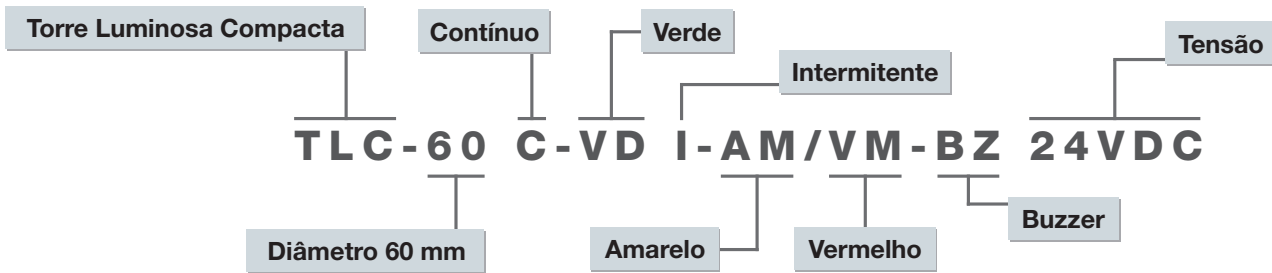 Torre Luminosa Compacta
Contínuo
Verde
Tensão
Intermitente
TLC-60 C-VD I-AM/VM-BZ 24VDC
Buzzer
Diâmetro 60 mm
Amarelo
Vermelho